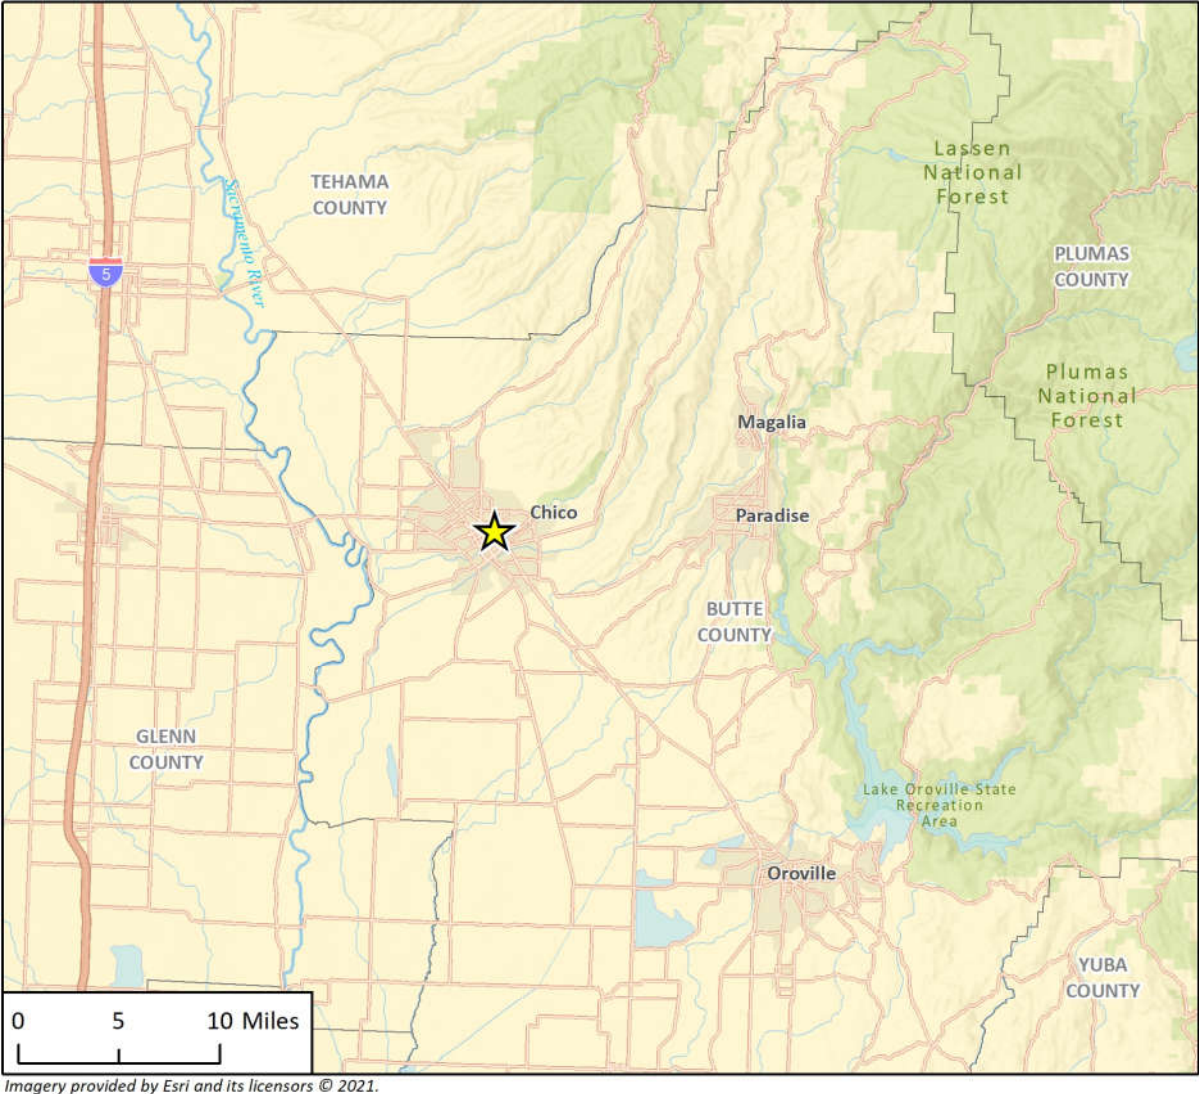 Lassen
National
Forest
TEHAMA
COUNTY
Sacramento River
PLUMAS
COUNTY
5
Plumas
National
Forest
Magalia
Chico
Paradise
BUTTE
COUNTY
GLENN
COUNTY
Lake Oroville State
Recreation
Area
Oroville
YUBA
COUNTY
0 5 10 Miles
Imagery provided by Esri and its licensors © 2021.